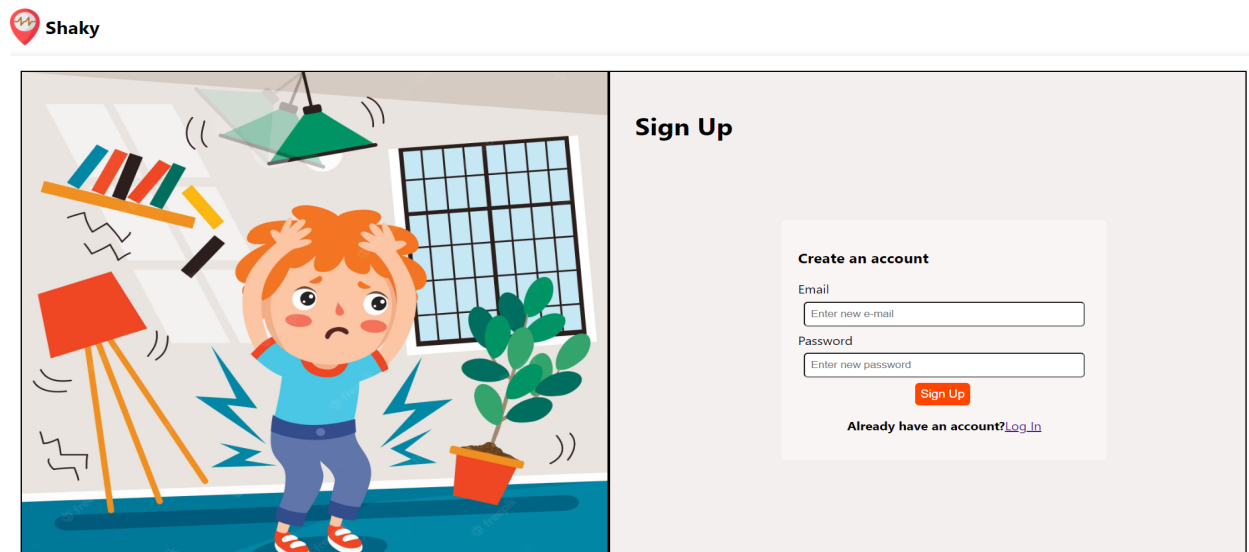 Shaky
Sign Up
Create an account
Email
Enter new e-mail
Password
Enter new password
Sign Up
Already have an account?Log In